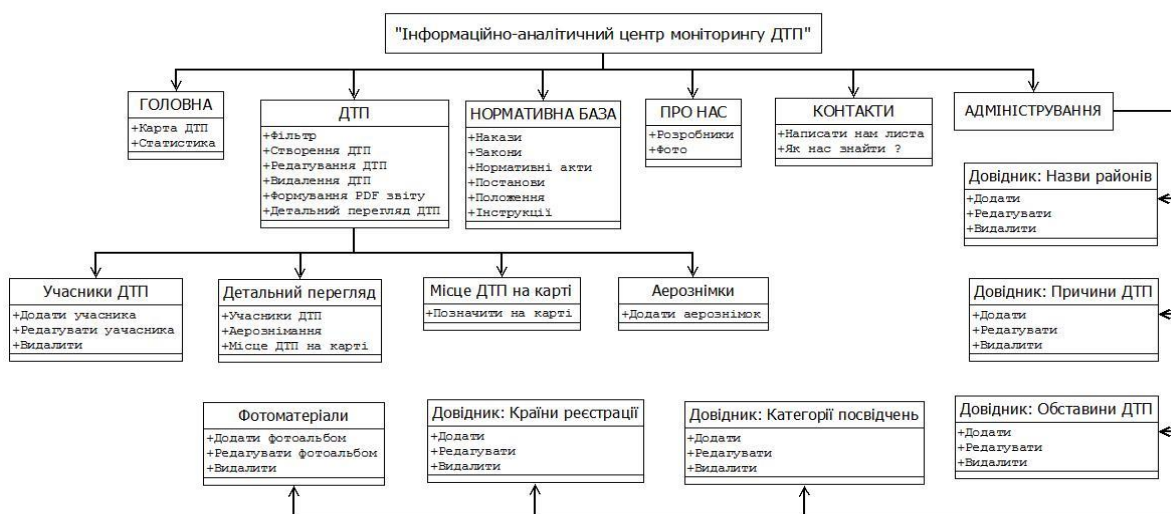 "Інформаційно-аналітичний центр моніторингу ДТП"
ГОЛОВНА
+Карта ДТП
+Статистика
ДТП
+Фільтр
+Створення ДТП
+Редагування ДТП
+Видалення ДТП
+Формування PDF звіту
+Детальний перегляд ДТП
НОРМАТИВНА БАЗА
+Накази
+Закони
+Нормативні акти
+Постанови
+Положення
+Інструкції
ПРО НАС
+Розробники
+Фото
КОНТАКТИ
+Написати нам листа
+Як нас знайти ?
АДМІНІСТРУВАННЯ
Довідник: Назви районів
+Додати
+Редагувати
+Видалити
Учасники ДТП
+Додати учасника
+Редагувати уачасника
+Видалити
Детальний перегляд
+Учасники ДТП
+Аерознімання
+Місце ДТП на карті
Місце ДТП на карті
+Позначити на карті
Аерознімки
+Додати аерознімок
Довідник: Причини ДТП
+Додати
+Редагувати
+Видалити
Фотоматеріали
+Додати фотоальбом
+Редагувати фотоальбом
+Видалити
Довідник: Країни реєстрації
+Додати
+Редагувати
+Видалити
Довідник: Категорії посвідчень
+Додати
+Редагувати
+Видалити
Довідник: Обставини ДТП
+Додати
+Редагувати
+Видалити